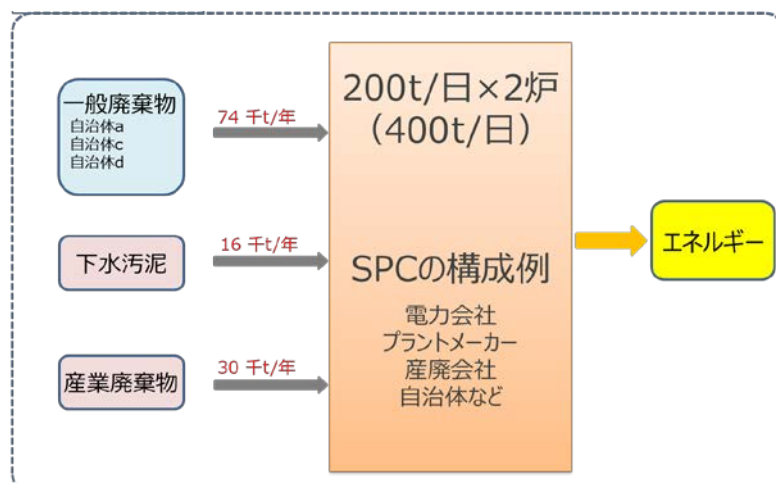 一般廃棄物
自治体a
自治体c
自治体d
74 千t/年
下水汚泥
16 千t/年
産業廃棄物
30 千t/年
200t/日×2炉
（400t/日）
SPCの構成例
電力会社
プラントメーカー
産廃会社
自治体など
エネルギー